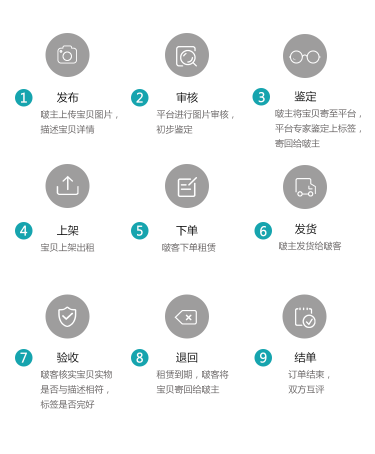 1 发布
啵主上传宝贝图片，
描述宝贝详情
2 审核
平台进行图片审核，
初步鉴定
3 鉴定
啵主将宝贝寄至平台，
平台专家鉴定上标签，
寄回给啵主
4 上架
宝贝上架出租
5 下单
啵客下单租赁
6 发货
啵主发货给啵客
7 验收
啵客核实宝贝实物
是否与描述相符，
标签是否完好
8 退回
租赁到期，啵客将
宝贝寄回给啵主
9 结单
订单结束，
双方互评